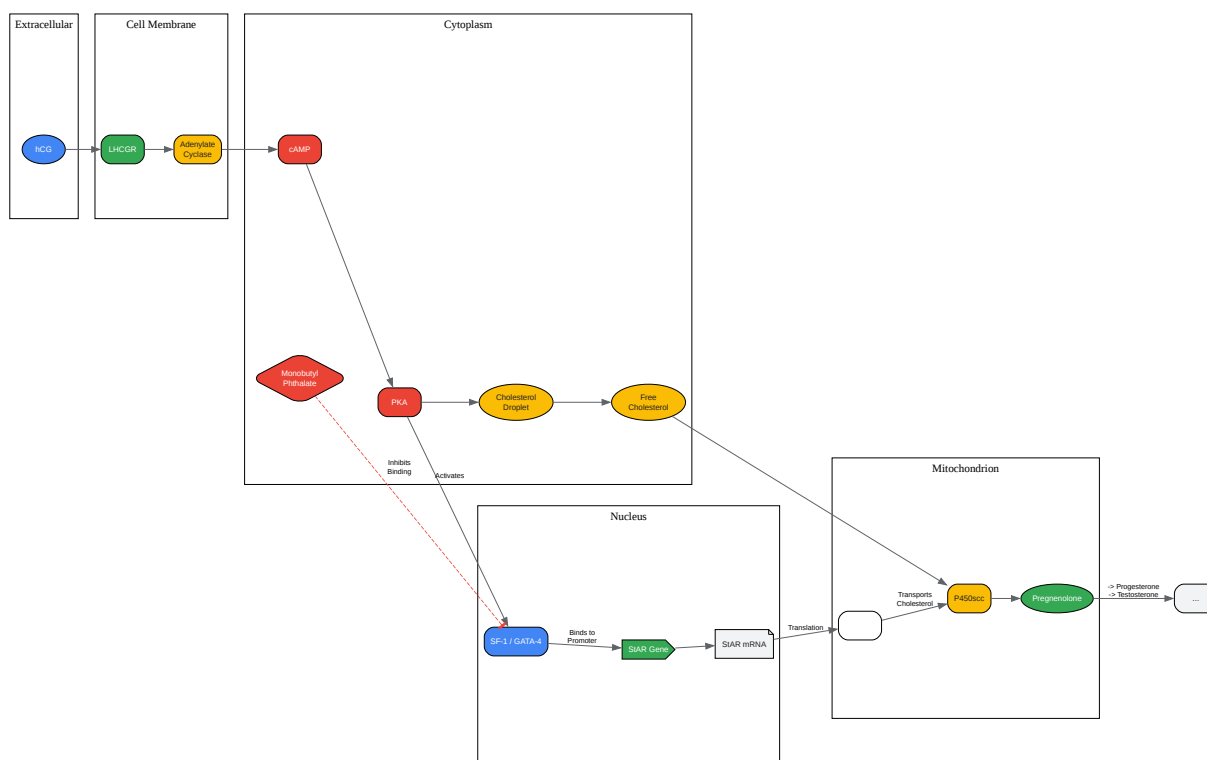 Extracellular
Cell Membrane
Cytoplasm
hCG
LHCGR
Adenylate
Cyclase
cAMP
Monobutyl
Phthalate
PKA
Cholesterol
Droplet
Free
Cholesterol
Inhibits
Binding
Activates
Mitochondrion
Nucleus
SF-1 / GATA-4
Binds to
Promoter
StAR Gene
StAR mRNA
Translation
Transports
Cholesterol
P450scc
Pregnenolone
-> Progesterone
-> Testosterone
...